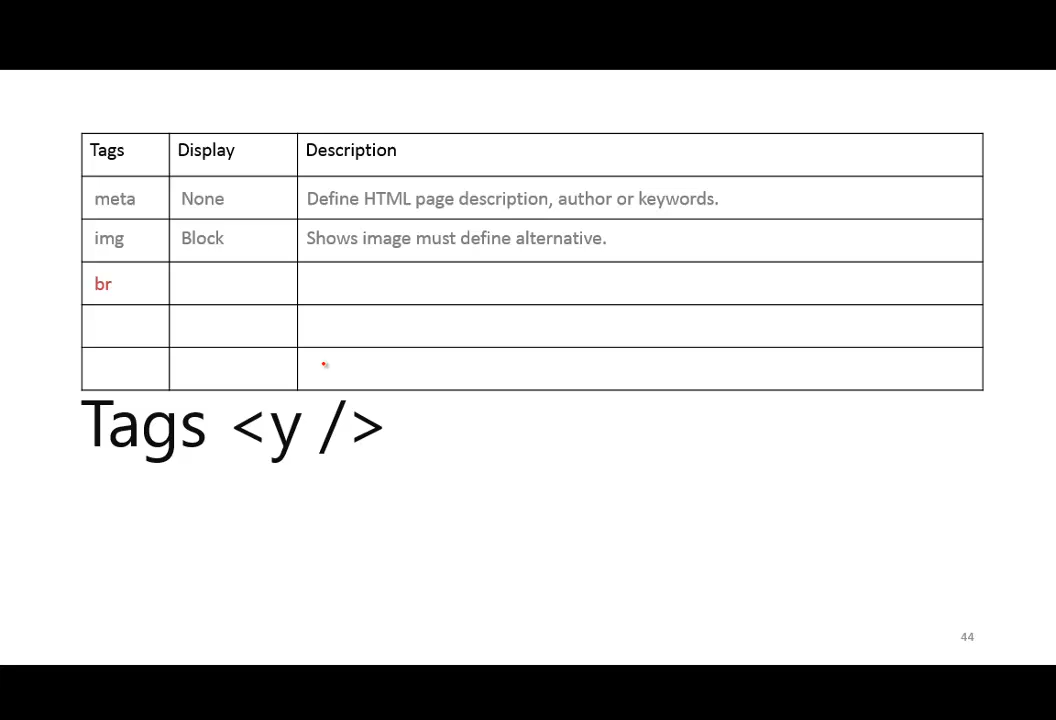 Tags Display Description
meta None Define HTML page description, author or keywords.
img Block Shows image must define alternative.
br
Tags <y />
44